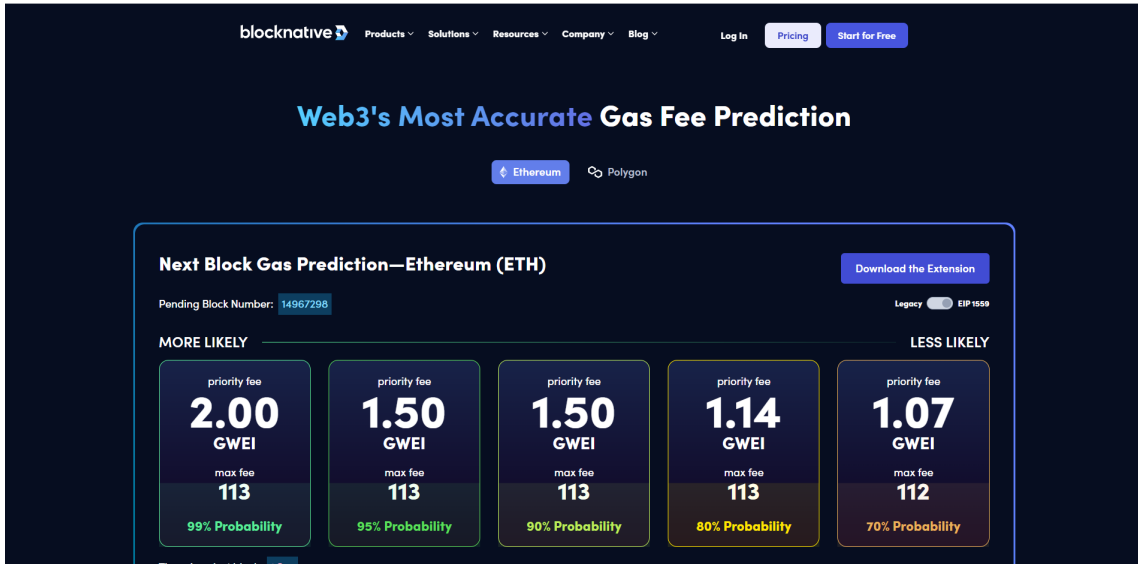 blocknative Products Solutions Resources Company Blog Log In Pricing Start for Free
Web3's Most Accurate Gas Fee Prediction
Ethereum Polygon
Next Block Gas Prediction—Ethereum (ETH)
Download the Extension
Pending Block Number: 14967298
Legacy EIP1559
MORE LIKELY LESS LIKELY
priority fee priority fee priority fee priority fee priority fee
2.00 1.50 1.50 1.14 1.07
GWEI GWEI GWEI GWEI GWEI
max fee max fee max fee max fee max fee
113 113 113 113 112
99% Probability 95% Probability 90% Probability 80% Probability 70% Probability